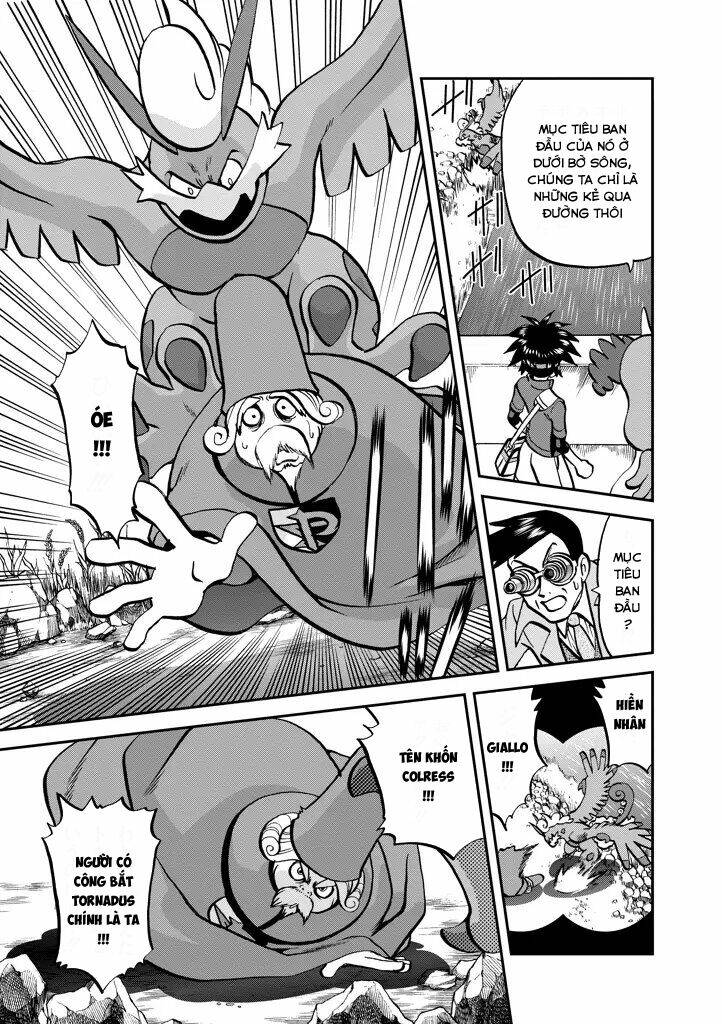 MỤC TIÊU BAN
ĐẦU CỦA NÓ Ở
DƯỚI BỜ SÔNG,
CHÚNG TA CHỈ LÀ
NHỮNG KẺ QUA
ĐƯỜNG THÔI
MỤC
TIÊU
BAN
ĐẦU
?
HIỀN
NHÂN
GIALLO
!!!
ÓE
!!!
TÊN KHỐN
COLRESS
!!!
NGƯỜI CÓ
CÔNG BẮT
TORNADUS
CHÍNH LÀ TA
!!!